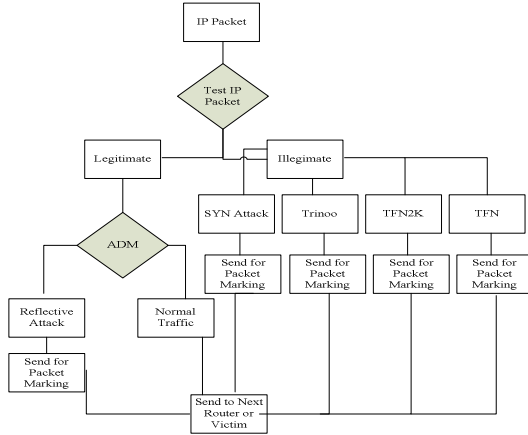 IP Packet
Test IP
Packet
Legitimate
Illegimate
SYN Attack
Trinoo
TFN2K
TFN
ADM
Send for
Packet
Marking
Send for
Packet
Marking
Send for
Packet
Marking
Send for
Packet
Marking
Reflective
Attack
Normal
Traffic
Send for
Packet
Marking
Send to Next
Router or
Victim